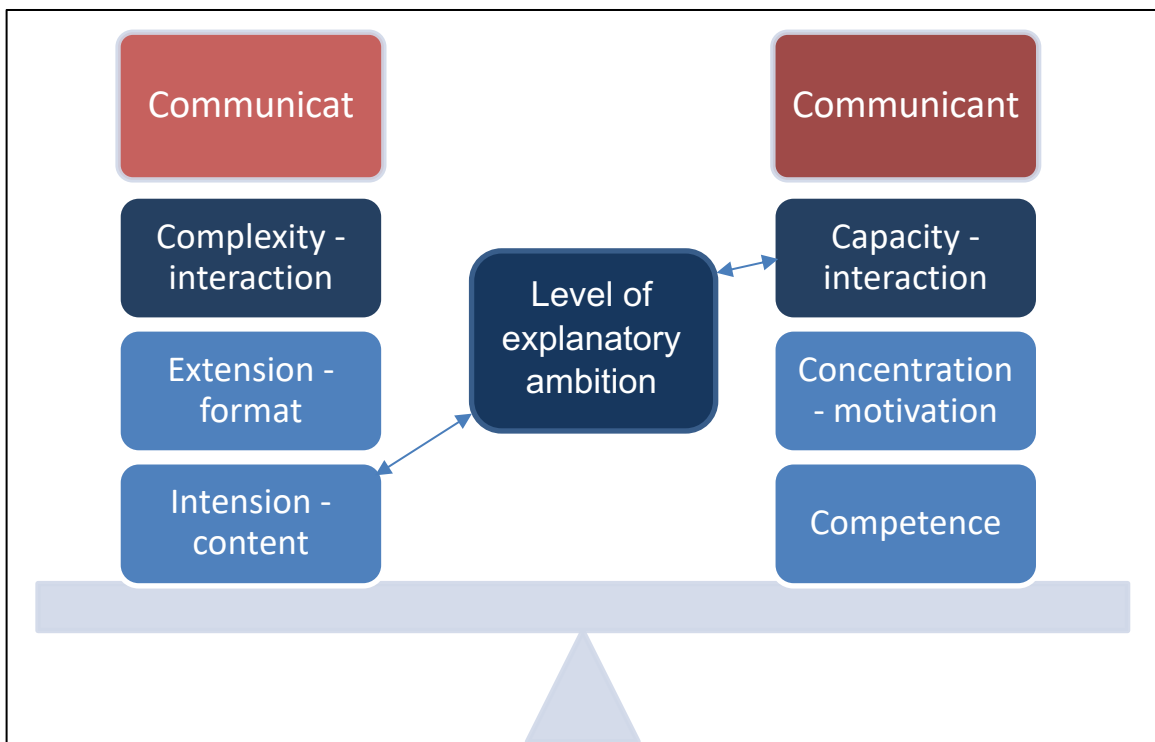 Communicat
Complexity -
interaction
Extension -
format
Intension -
content
Level of
explanatory
ambition
Communicant
Capacity -
interaction
Concentration
- motivation
Competence